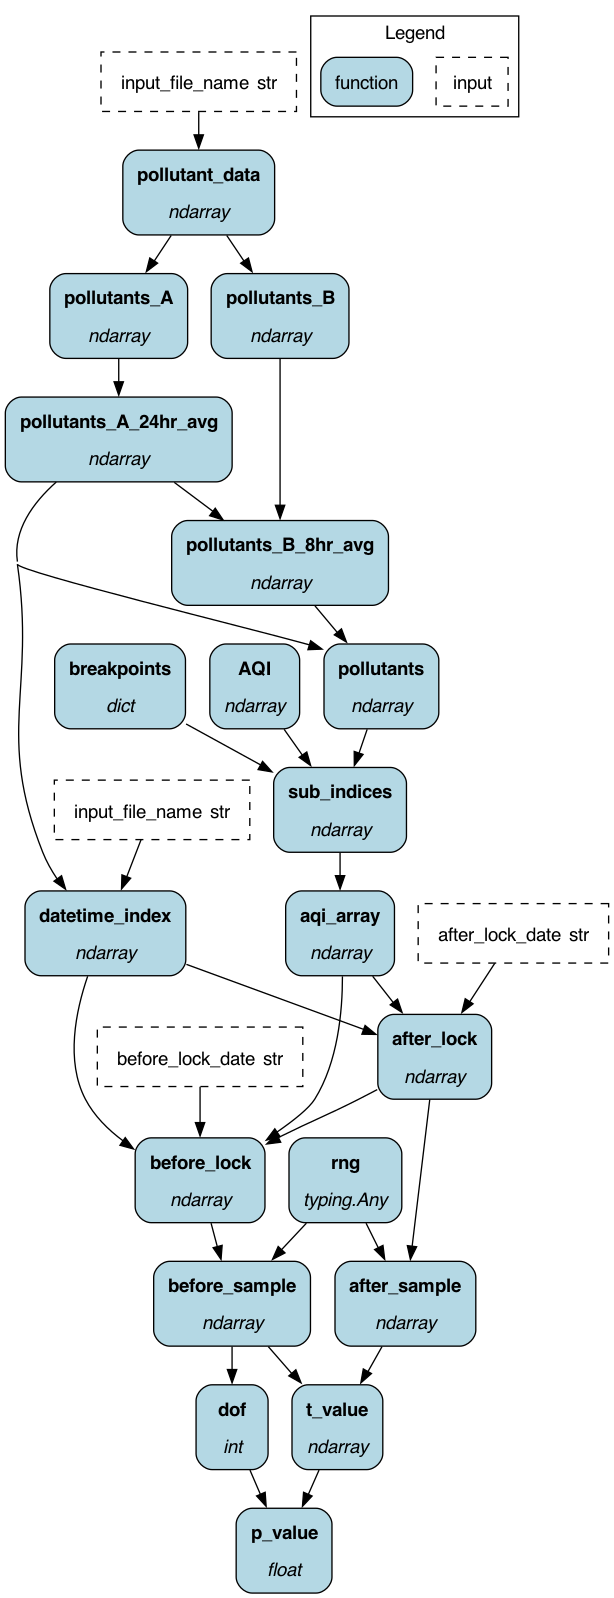 Legend
function
input
input_file_name str
pollutant_data
ndarray
pollutants_A
ndarray
pollutants_B
ndarray
pollutants_A_24hr_avg
ndarray
pollutants_B_8hr_avg
ndarray
breakpoints
dict
AQI
ndarray
pollutants
ndarray
sub_indices
ndarray
input_file_name str
datetime_index
ndarray
aqi_array
ndarray
after_lock_date str
after_lock
ndarray
before_lock_date str
before_lock
ndarray
rng
typing.Any
before_sample
ndarray
after_sample
ndarray
dof
int
t_value
ndarray
p_value
float